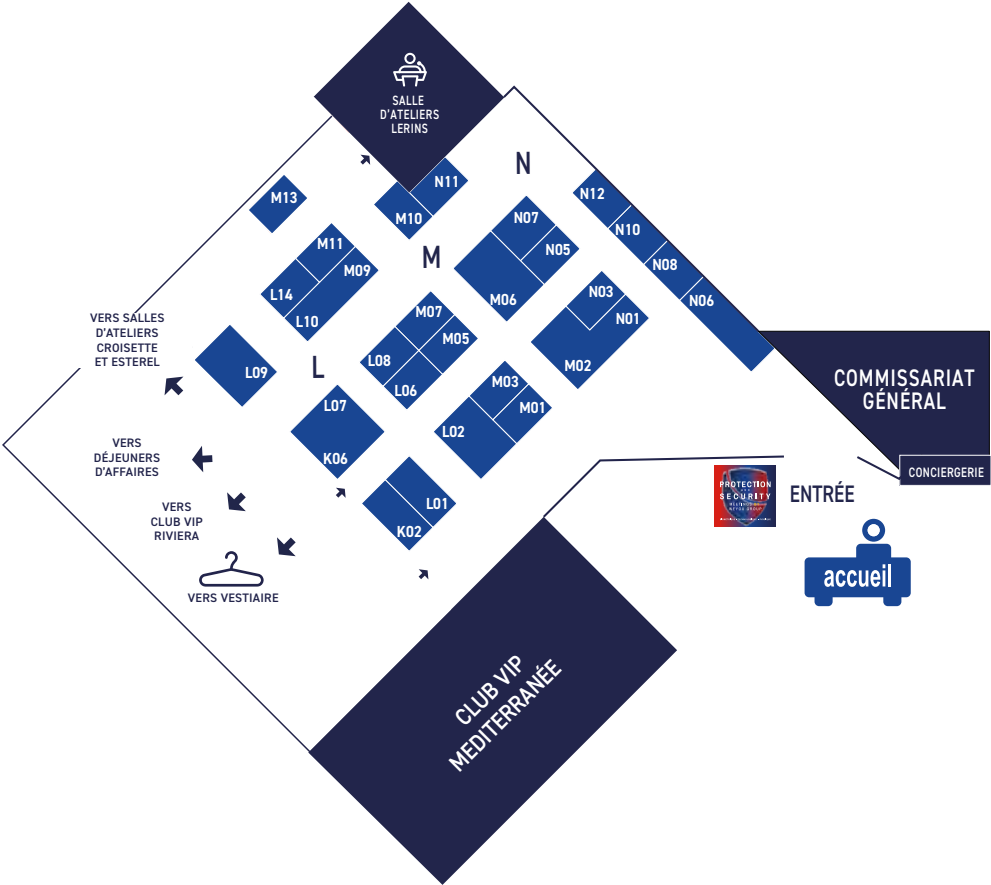 SALLE
D'ATELIERS
LERINS
N
N11
M10
M13
N12
N10
N08
N06
N07
N05
M06
M
M11
M09
L14
L10
N03
N01
M02
M07
M05
L08
L06
VERS SALLES
D'ATELIERS
CROISETTE
ET ESTEREL
L09
L
M03
M01
L02
L07
K06
COMMISSARIAT
GÉNÉRAL
CONCIERGERIE
VERS
DÉJEUNERS
D'AFFAIRES
L01
K02
PROTECTION
SECURITY
ENTRÉE
VERS
CLUB VIP
RIVIERA
accueil
VERS VESTIAIRE
CLUB VIP
MEDITERRANÉE